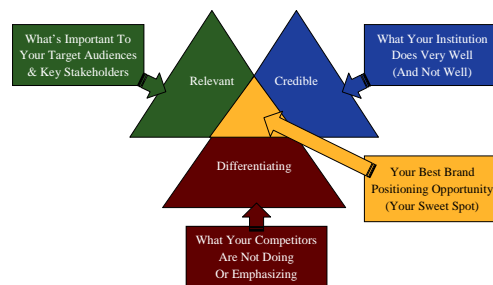 What's Important To
Your Target Audiences
& Key Stakeholders
Relevant
Credible
What Your Institution
Does Very Well
(And Not Well)
Differentiating
Your Best Brand
Positioning Opportunity
(Your Sweet Spot)
What Your Competitors
Are Not Doing
Or Emphasizing